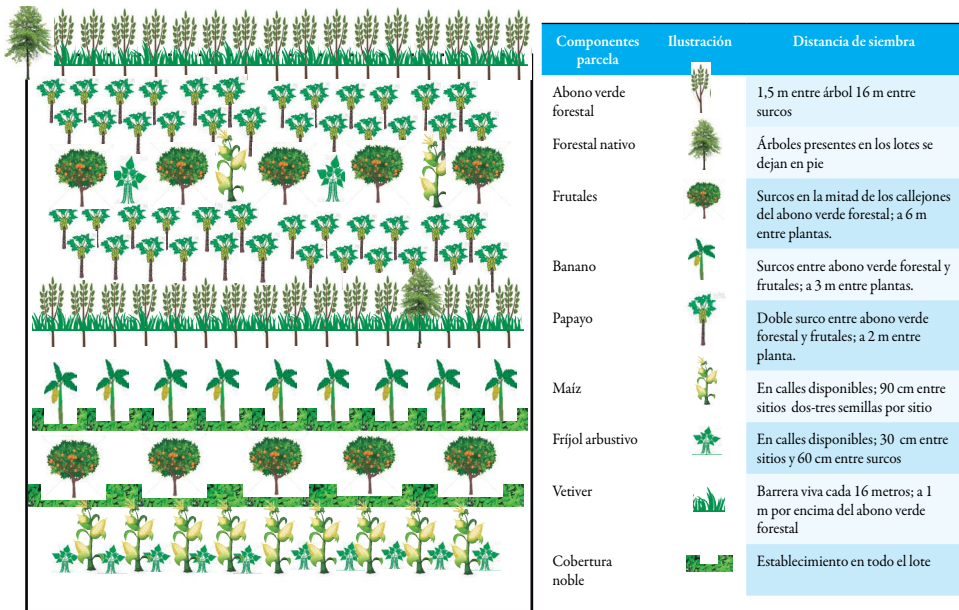 Componentes parcela
Ilustración
Distancia de siembra
Abono verde forestal
1,5 m entre árbol 16 m entre
surcos
Forestal nativo
Árboles presentes en los lotes se
dejan en pie
Frutales
Surcos en la mitad de los callejones
del abono verde forestal; a 6 m
entre plantas.
Banano
Surcos entre abono verde forestal y
frutales; a 3 m entre plantas.
Papayo
Doble surco entre abono verde
forestal y frutales; a 2 m entre
planta.
Maíz
En calles disponibles; 90 cm entre
sitios dos-tres semillas por sitio
Fríjol arbustivo
En calles disponibles; 30 cm entre
sitios y 60 cm entre surcos
Vetiver
Barrera viva cada 16 metros; a 1
m por encima del abono verde
forestal
Cobertura
noble
Establecimiento en todo el lote